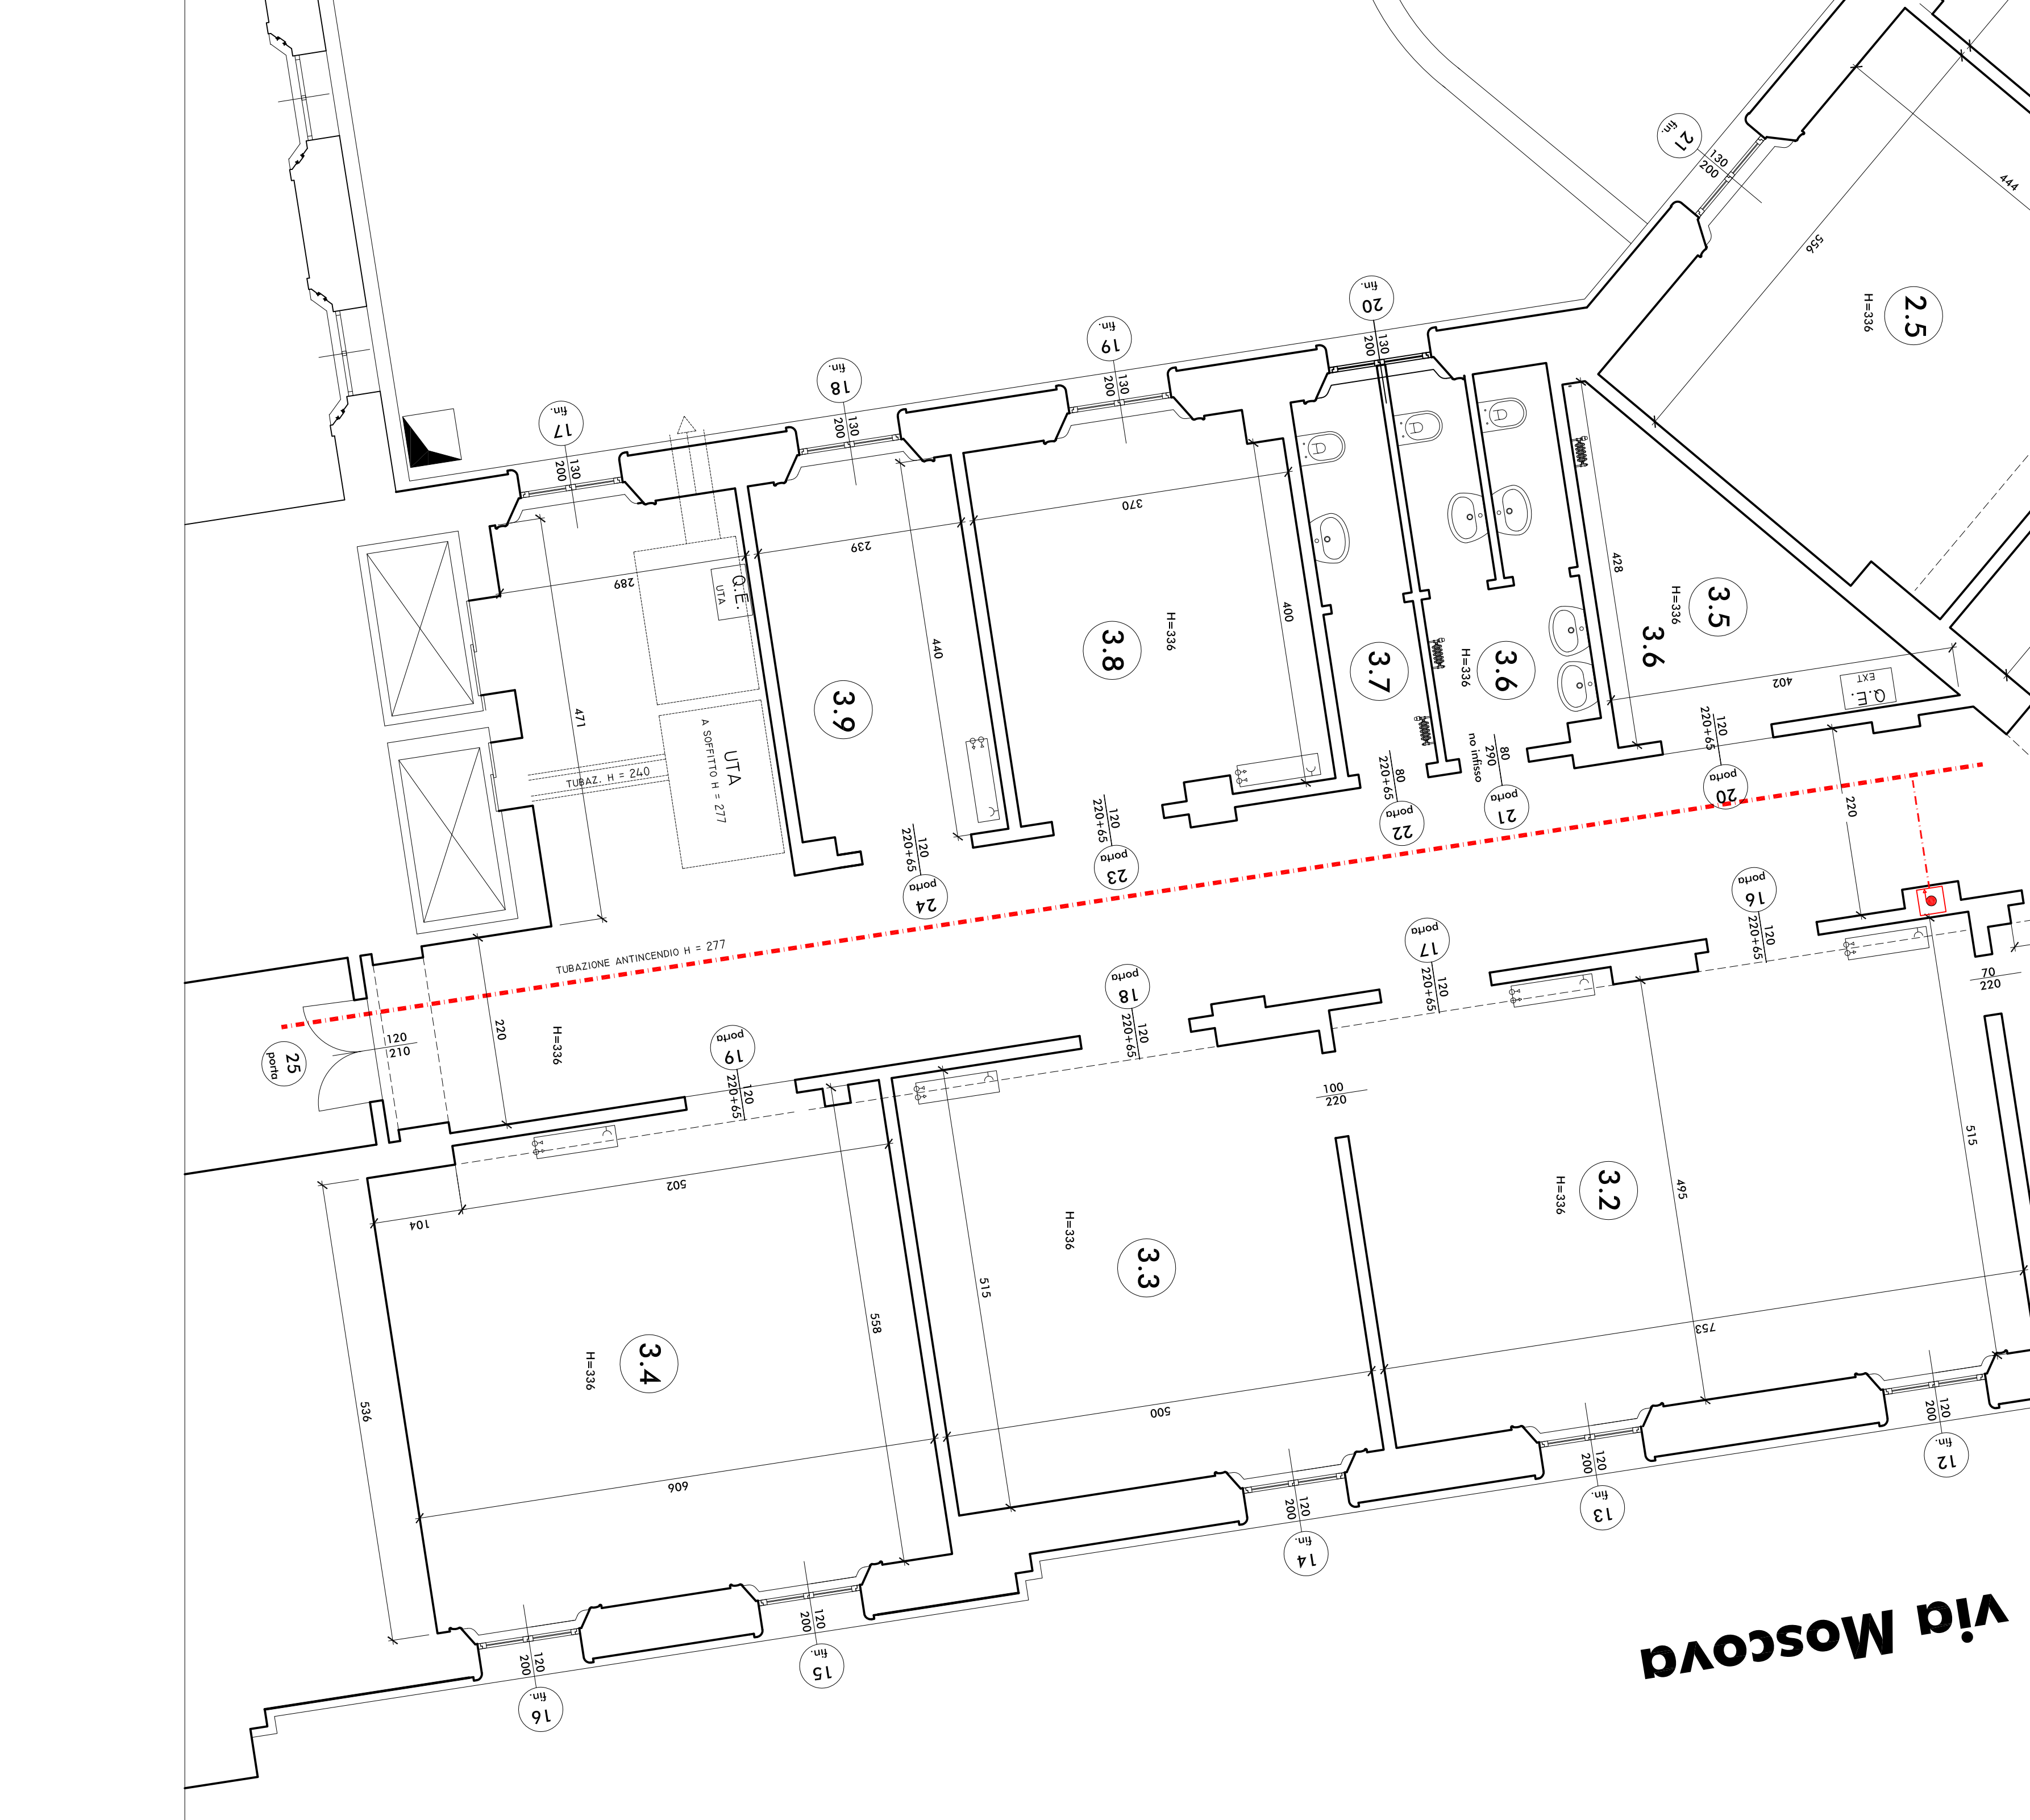 21
fin.
130
200
444
556
2.5
H=336
20
fin.
130
200
19
fin.
130
200
18
fin.
130
200
17
fin.
130
200
370
239
289
Q.E.
UTA
471
440
400
428
3.9
3.8
H=336
3.7
3.6
H=336
3.5
H=336
3.6
402
Q.E.
EXT
TUBAZ. H = 240
UTA
A SOFFITTO H = 277
120
220+65
porta
24
120
220+65
porta
23
80
220+65
porta
22
80
290
no infisso
porta
21
120
220+65
porta
20
220
TUBAZIONE ANTINCENDIO H = 277
25
porta
120
210
220
H=336
porta
19
120
220+65
porta
18
120
220+65
porta
17
120
220+65
porta
16
120
220+65
70
220
100
220
502
104
536
558
515
495
515
3.4
H=336
3.3
H=336
3.2
H=336
606
500
753
120
200
fin.
16
120
200
fin.
15
120
200
fin.
14
120
200
fin.
13
120
200
fin.
12
via Moscova